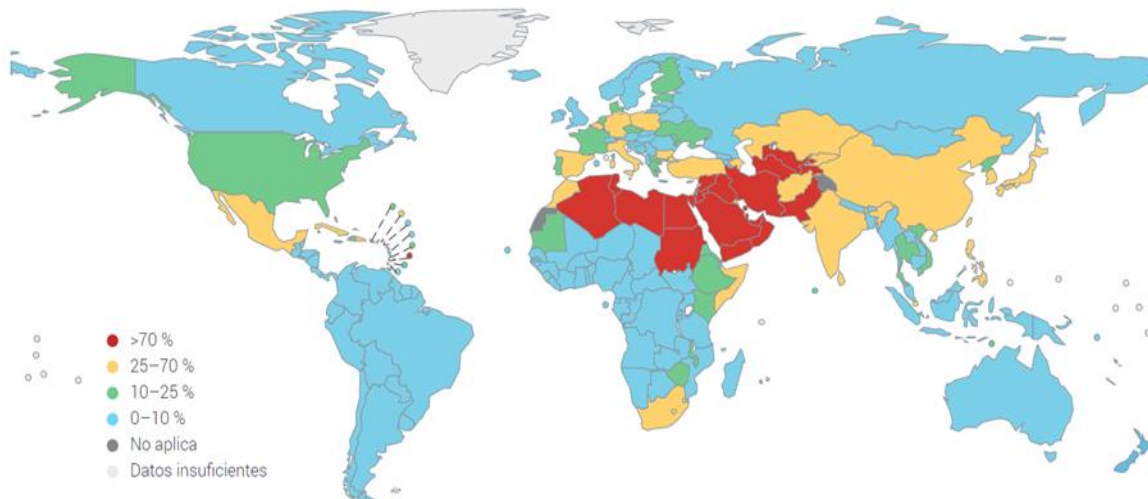 >70 %
25–70 %
10–25 %
0–10 %
No aplica
Datos insuficientes